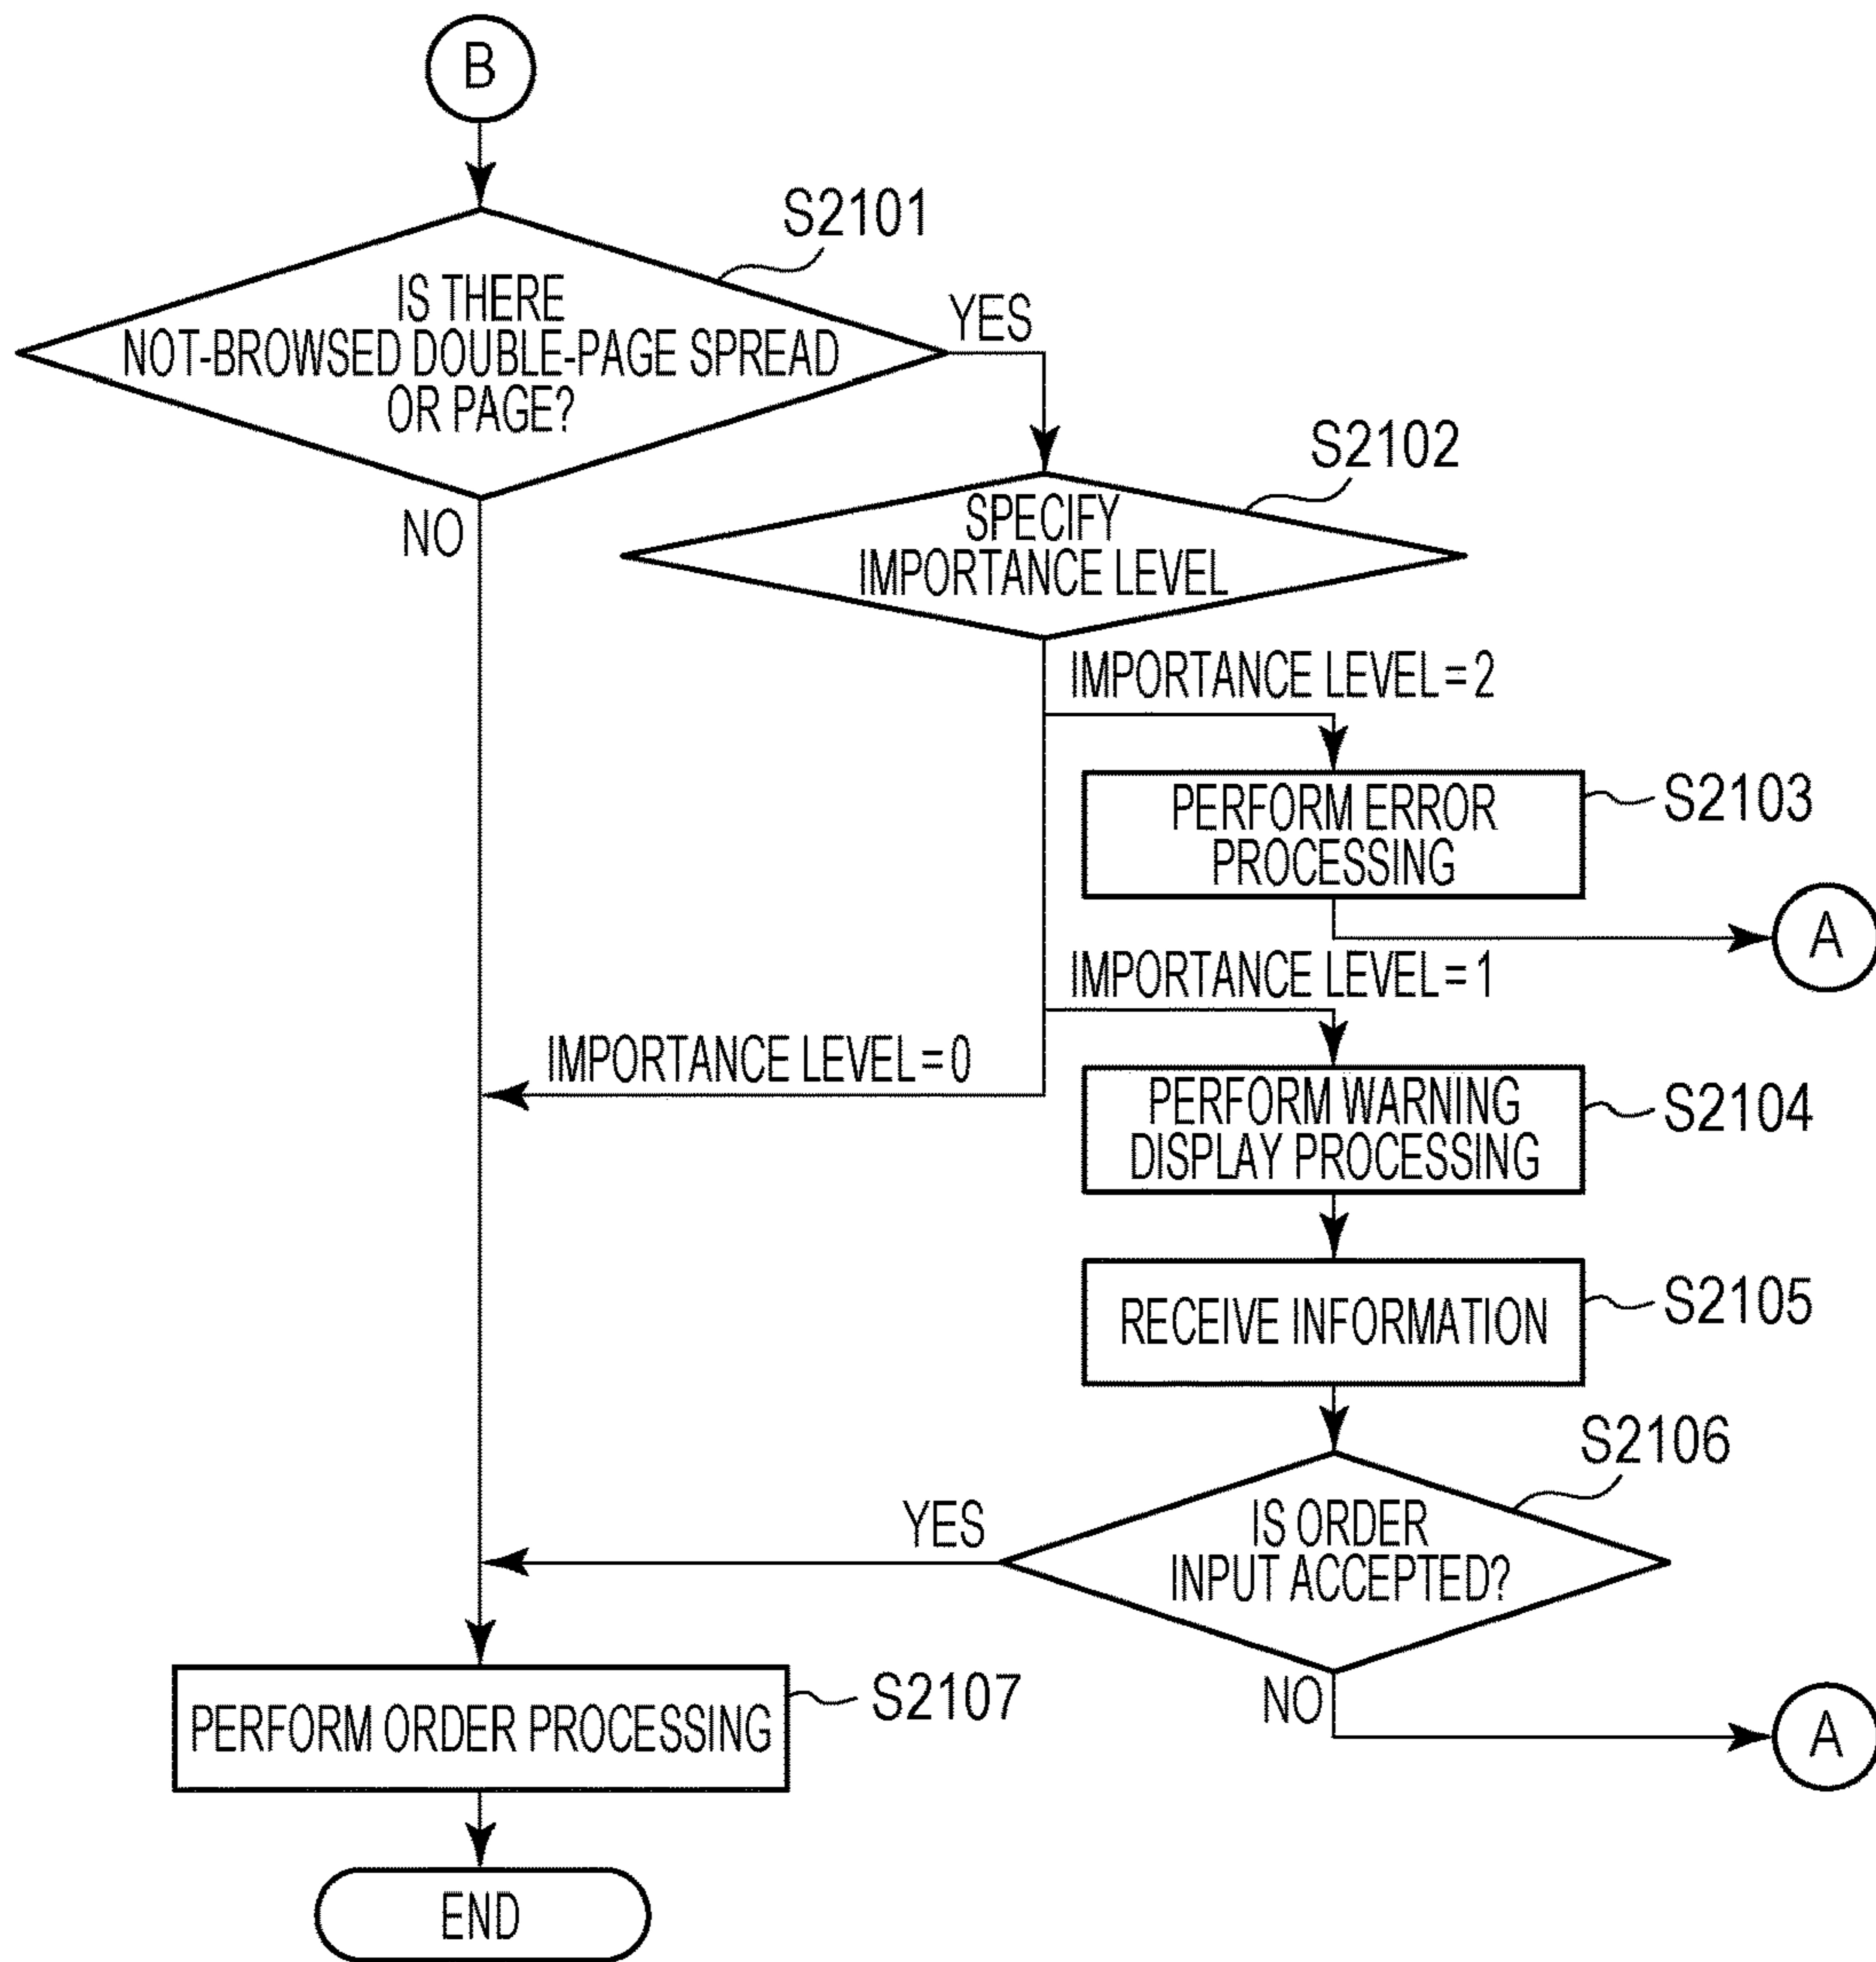 B
S2101
IS THERE
NOT-BROWSED DOUBLE-PAGE SPREAD
OR PAGE?
YES
NO
S2102
SPECIFY
IMPORTANCE LEVEL
IMPORTANCE LEVEL = 2
PERFORM ERROR
PROCESSING
S2103
A
IMPORTANCE LEVEL = 1
IMPORTANCE LEVEL = 0
PERFORM WARNING
DISPLAY PROCESSING
S2104
RECEIVE INFORMATION
S2105
S2106
IS ORDER
INPUT ACCEPTED?
YES
NO
A
PERFORM ORDER PROCESSING
S2107
END